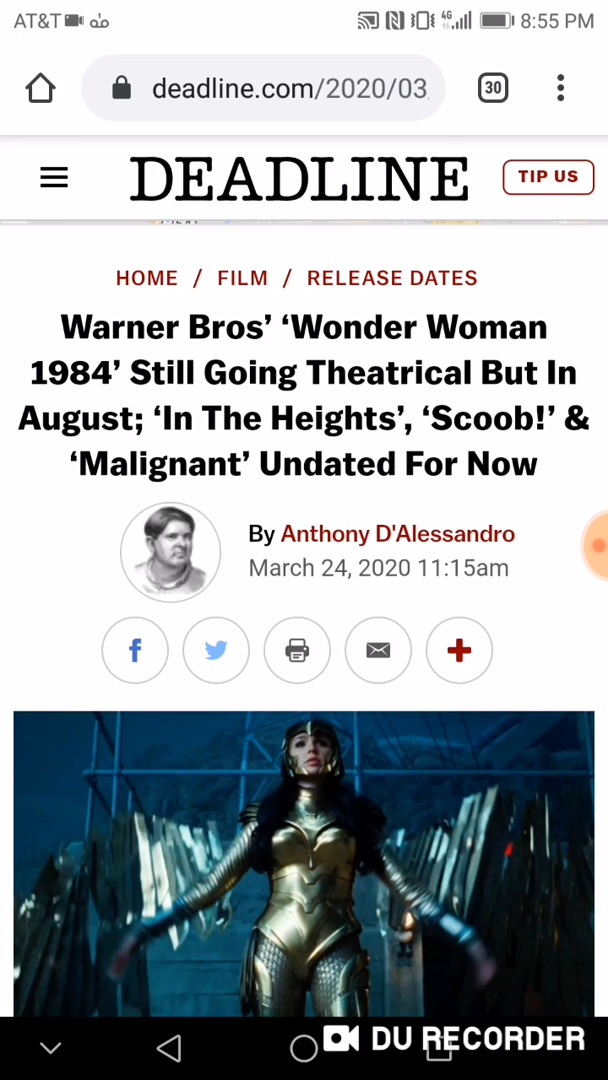 AT&T 4G 8:55 PM
deadline.com/2020/03 30
DEADLINE TIP US
HOME / FILM / RELEASE DATES
Warner Bros’ ‘Wonder Woman
1984’ Still Going Theatrical But In
August; ‘In The Heights’, ‘Scoob!’ &
‘Malignant’ Undated For Now
By Anthony D'Alessandro
March 24, 2020 11:15am
DU RECORDER